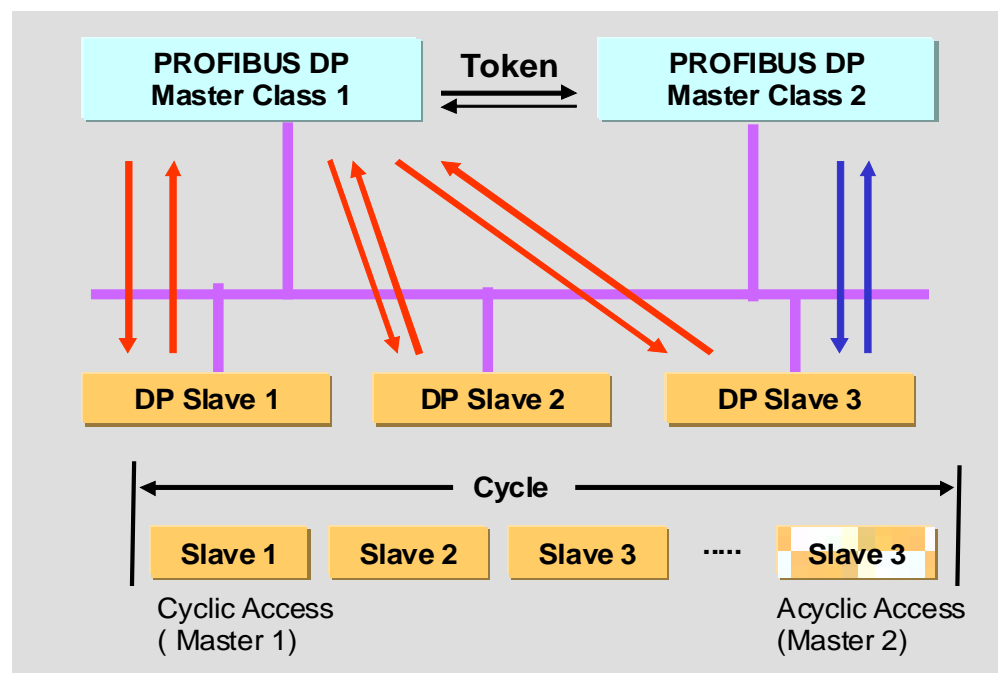 PROFIBUS DP
Master Class 1
Token
PROFIBUS DP
Master Class 2
DP Slave 1
DP Slave 2
DP Slave 3
Cycle
Slave 1
Slave 2
Slave 3
.....
Slave 3
Cyclic Access
( Master 1)
Acyclic Access
(Master 2)